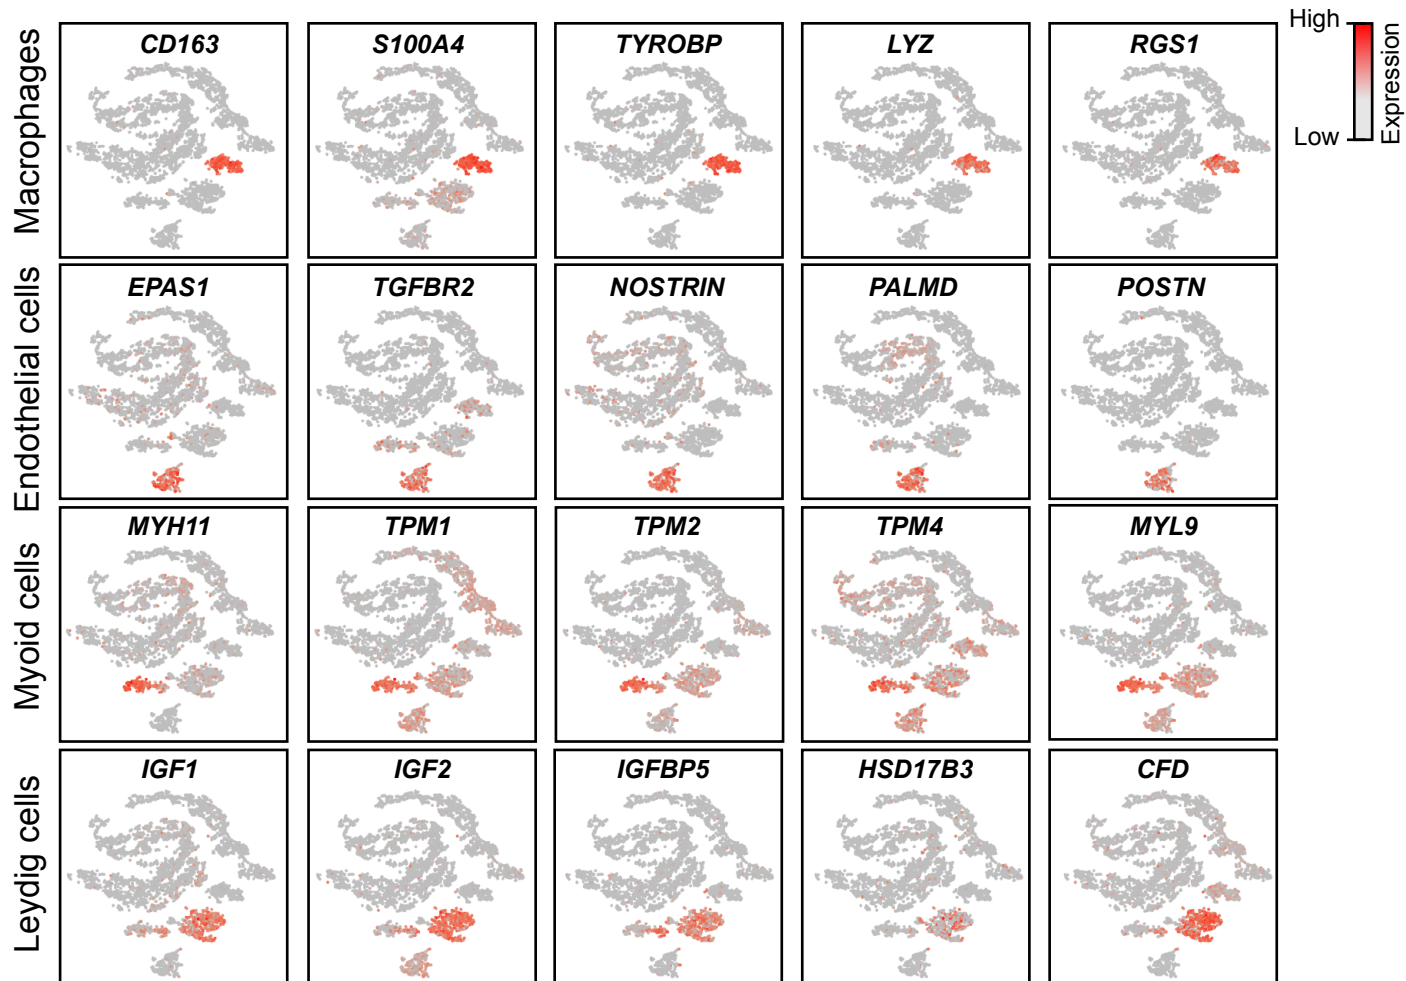 Macrophages
CD163
S100A4
TYROBP
LYZ
RGS1
High
Low
Expression
Endothelial cells
EPAS1
TGFBR2
NOSTRIN
PALMD
POSTN
Myoid cells
MYH11
TPM1
TPM2
TPM4
MYL9
Leydig cells
IGF1
IGF2
IGFBP5
HSD17B3
CFD